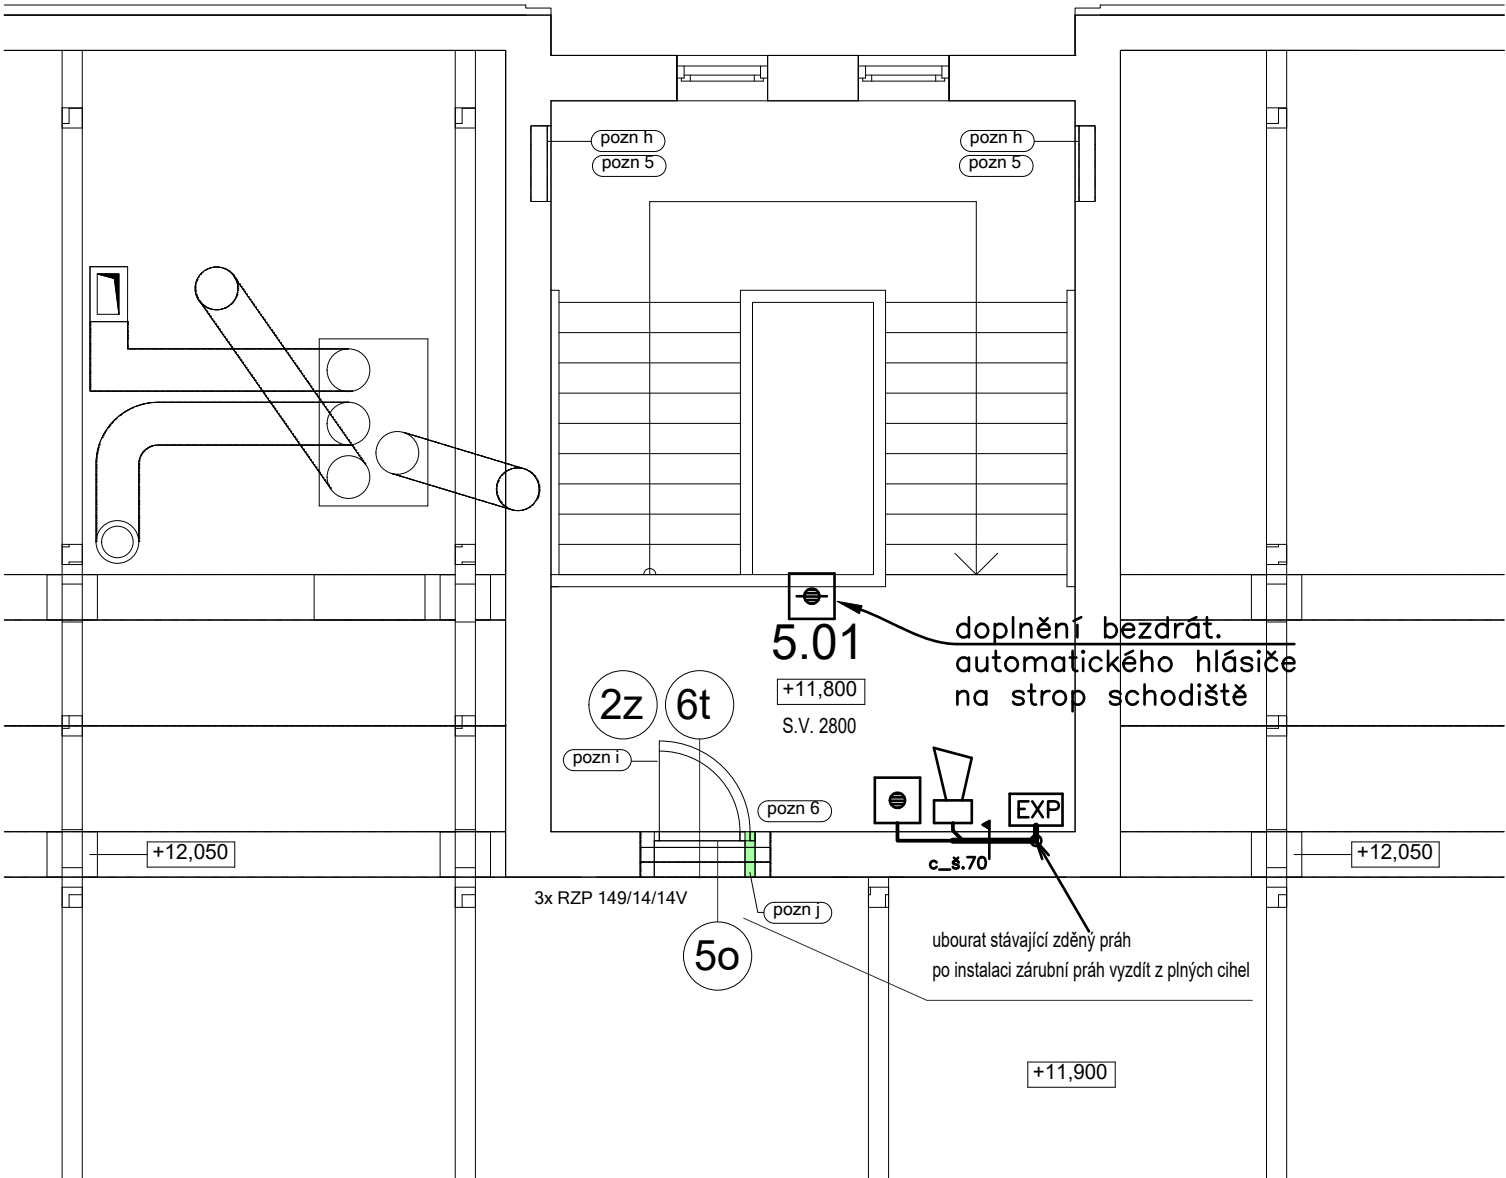 pozn h
pozn 5
pozn h
pozn 5
doplnění bezdrát.
automatického hlásiče
na strop schodiště
5.01
+11,800
S.V. 2800
2z
6t
pozn i
pozn 6
EXP
c_š.70
+12,050
+12,050
3x RZP 149/14/14V
pozn j
5o
ubourat stávající zděný práh
po instalaci zárubní práh vyzdít z plných cihel
+11,900